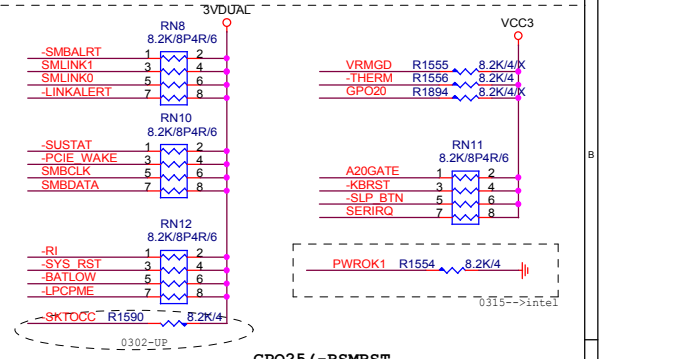 3VDUAL
RN8
8.2K/8P4R/6
-SMBALRT 1 2
SMLINK1 3 4
SMLINK0 5 6
-LINKALERT 7 8
RN10
8.2K/8P4R/6
-SUSTAT 1 2
-PCIE_WAKE 3 4
SMBCLK 5 6
SMBDATA 7 8
RN12
8.2K/8P4R/6
-RI 1 2
-SYS_RST 3 4
-BATLOW 5 6
-LPCPME 7 8
-SKTOCC R1590 8.2K/4
0302-UP
VCC3
VRMGD R1555 8.2K/4/X
-THERM R1556 8.2K/4
GPO20 R1894 8.2K/4/X
RN11
8.2K/8P4R/6
A20GATE 1 2
-KBRST 3 4
-SLP_BTN 5 6
SERIRQ 7 8
PWROK1 R1554 8.2K/4
0315-->intel
B